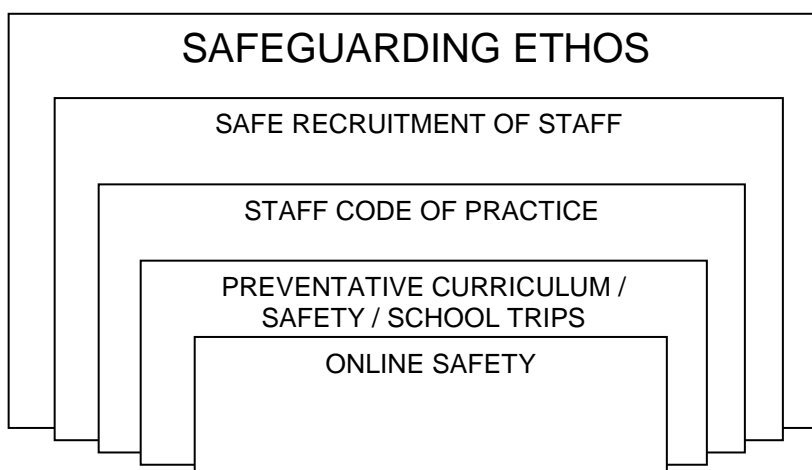 SAFEGUARDING ETHOS
SAFE RECRUITMENT OF STAFF
STAFF CODE OF PRACTICE
PREVENTATIVE CURRICULUM /
SAFETY / SCHOOL TRIPS
ONLINE SAFETY